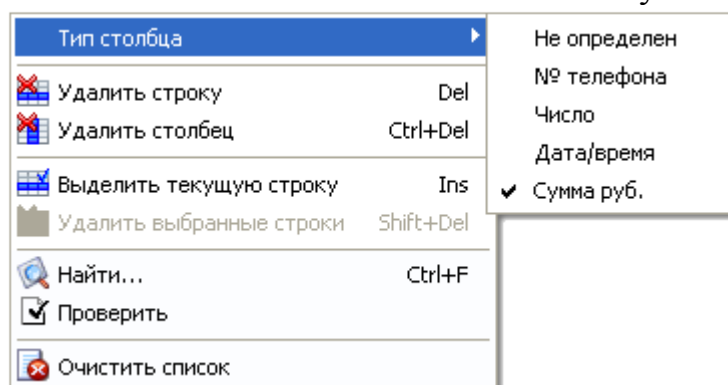 Тип столбца
Удалить строку Del
Удалить столбец Ctrl+Del
Выделить текущую строку Ins
Удалить выбранные строки Shift+Del
Найти... Ctrl+F
Проверить
Очистить список
Не определен
№ телефона
Число
Дата/время
Сумма руб.